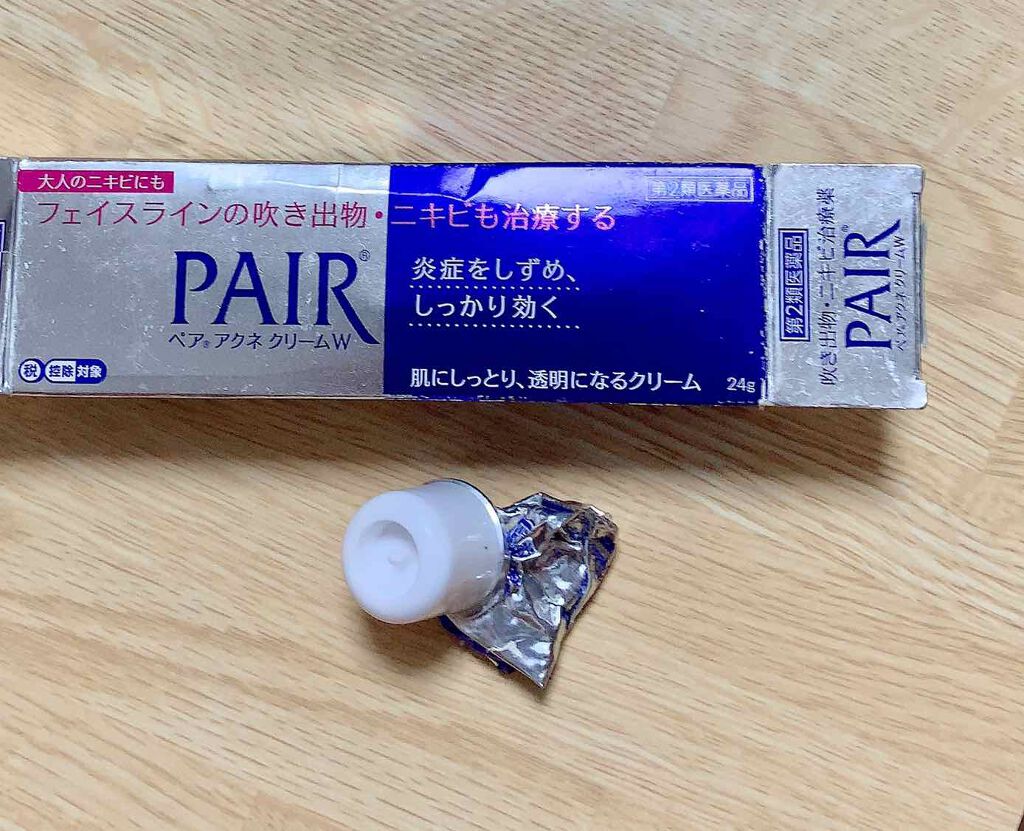 大人のニキビにも
フェイスラインの吹き出物・ニキビも治療する
第2類医薬品
PAIR®
ペア®アクネ クリームW
税 控除対象
炎症をしずめ、
しっかり効く
肌にしっとり、透明になるクリーム
24g
第2類医薬品
吹き出物・ニキビ治療薬
PAIR®
ペア®アクネ クリームW